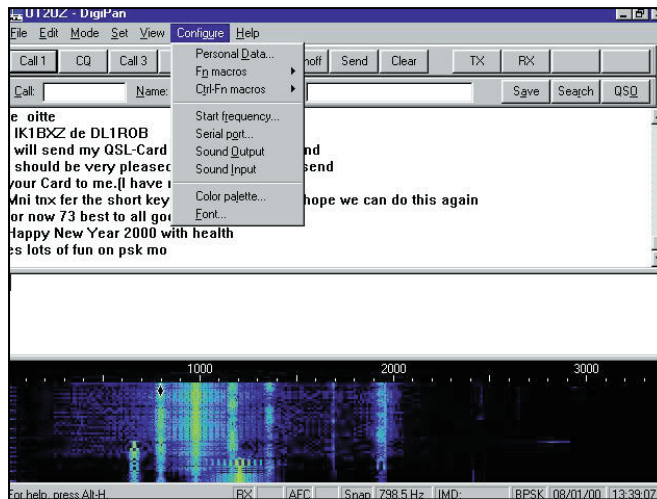 UT2UZ - DigiPan
File Edit Mode Set View Configure Help
Call 1 CQ Call 3 noff Send Clear TX RX
Call: Name: Save Search QSO
Personal Data...
Fn macros
Ctrl-Fn macros
Start frequency...
Serial port...
Sound Output
Sound Input
Color palette...
Font...
e oitte
IK1BXZ de DL1ROB
will send my QSL-Card nd
should be very pleased send
your Card to me.(I have
Mni tnx fer the short key hope we can do this again
or now 73 best to all go
Happy New Year 2000 with health
es lots of fun on psk mo
1000 2000 3000
For help, press Alt-H. RX AFC Snap 798.5 Hz IMD: BPSK 08/01/00 13:39:07